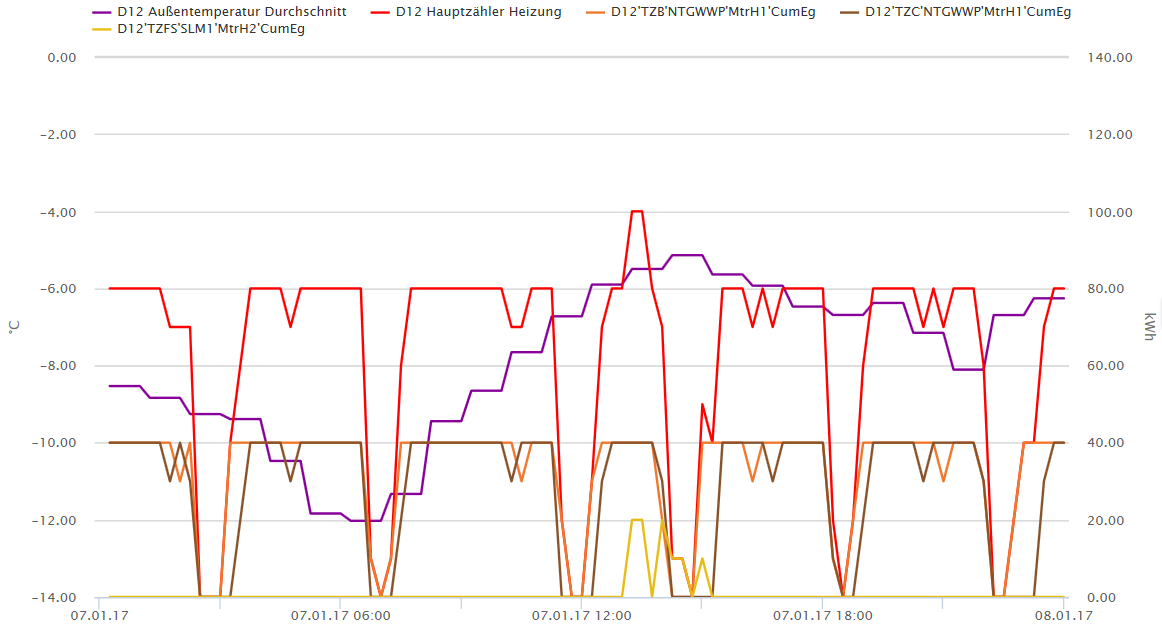 D12 Außentemperatur Durchschnitt D12 Hauptzähler Heizung D12'TZB'NTGWWP'MtrH1'CumEg D12'TZC'NTGWWP'MtrH1'CumEg
D12'TZFS'SLM1'MtrH2'CumEg
0.00 140.00
-2.00 120.00
-4.00 100.00
-6.00 80.00
°C kWh
-8.00 60.00
-10.00 40.00
-12.00 20.00
-14.00 0.00
07.01.17 07.01.17 06:00 07.01.17 12:00 07.01.17 18:00 08.01.17